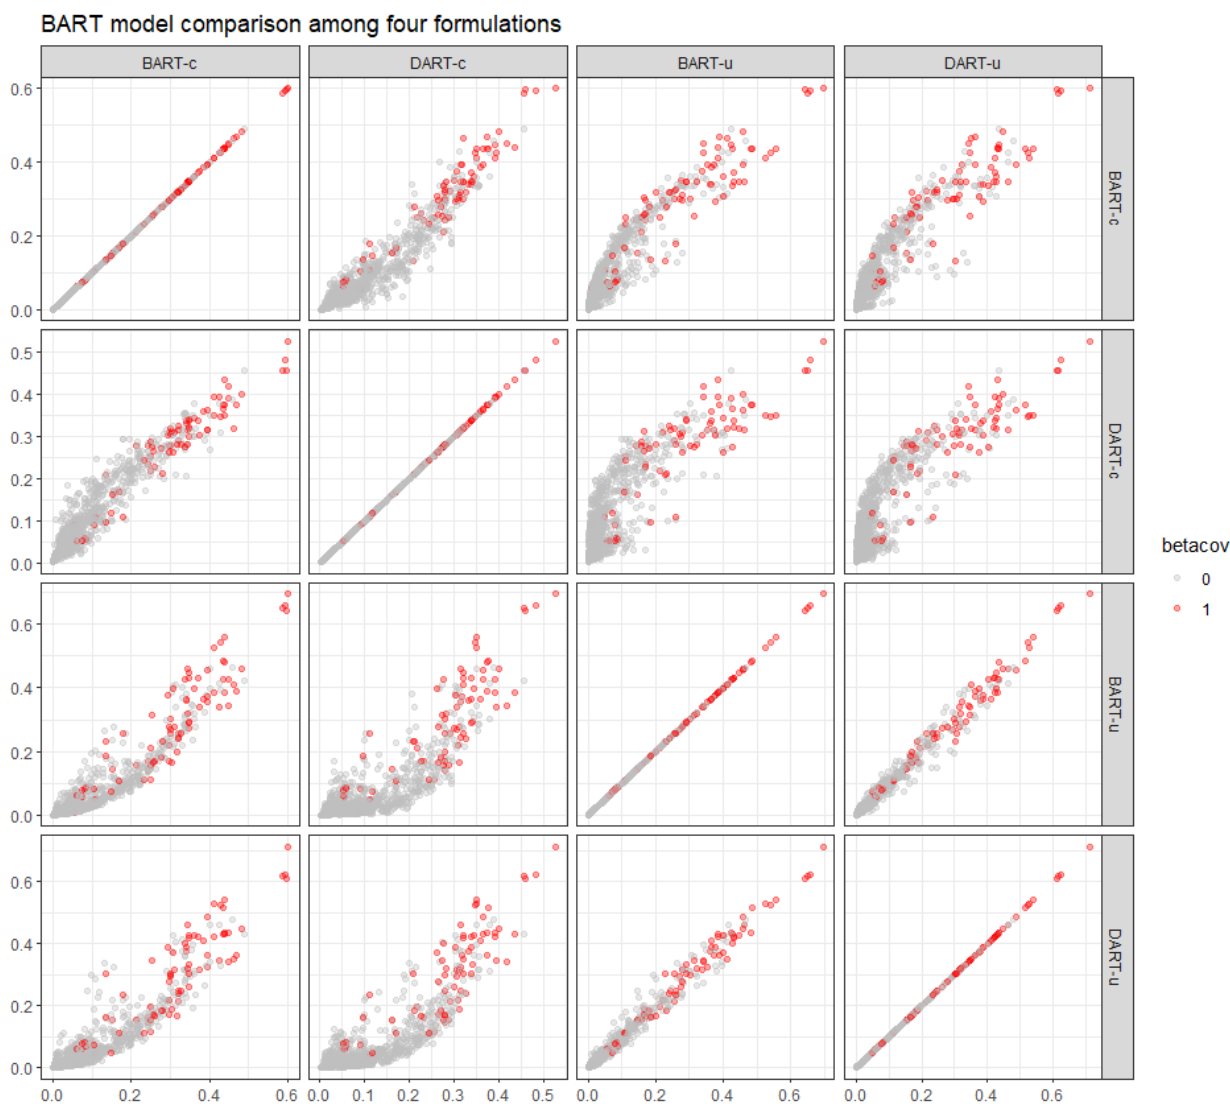 BART model comparison among four formulations
BART-c DART-c BART-u DART-u
0.6
0.4
0.2
0.0
BART-c
0.5
0.4
0.3
0.2
0.1
0.0
DART-c
betacov
0
1
0.6
0.4
0.2
0.0
BART-u
0.6
0.4
0.2
0.0
DART-u
0.0 0.2 0.4 0.6 0.0 0.1 0.2 0.3 0.4 0.5 0.0 0.2 0.4 0.6 0.0 0.2 0.4 0.6